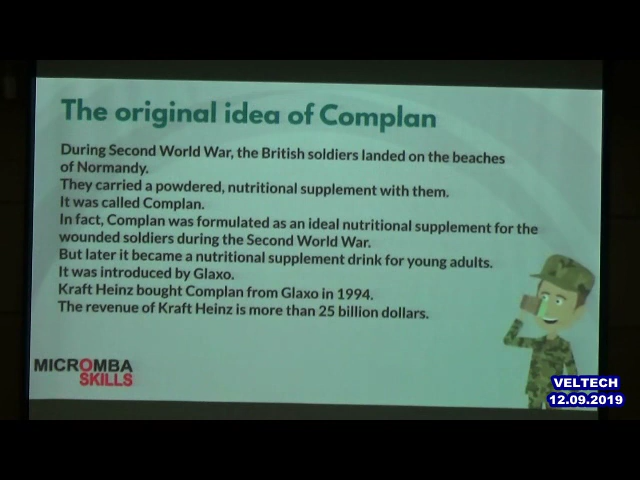 The original idea of Complan
During Second World War, the British soldiers landed on the beaches
of Normandy.
They carried a powdered, nutritional supplement with them.
It was called Complan.
In fact, Complan was formulated as an ideal nutritional supplement for the
wounded soldiers during the Second World War.
But later it became a nutritional supplement drink for young adults.
It was introduced by Glaxo.
Kraft Heinz bought Complan from Glaxo in 1994.
The revenue of Kraft Heinz is more than 25 billion dollars.
MICROMBA
SKILLS
VELTECH
12.09.2019